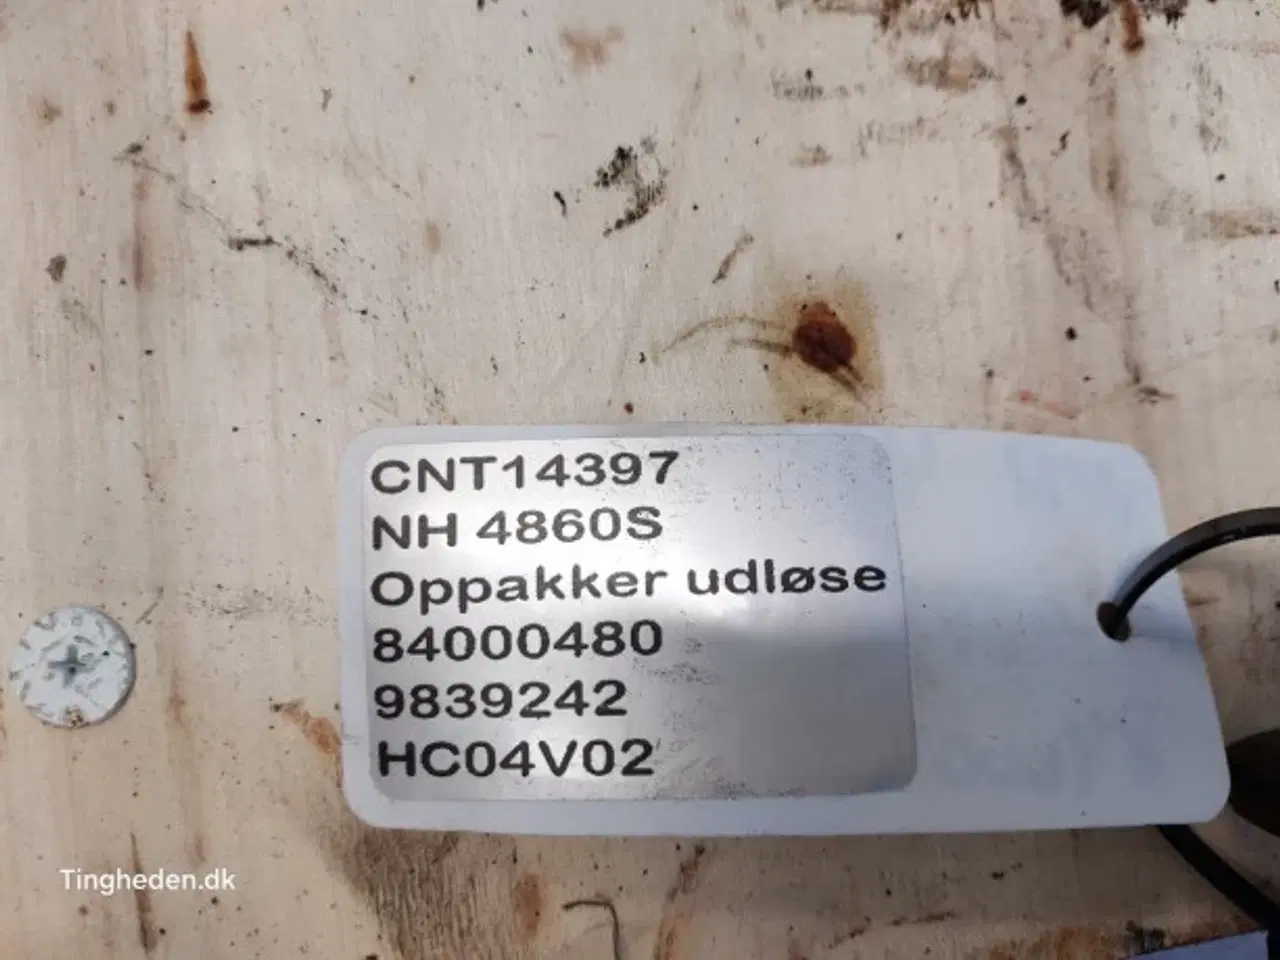 CNT14397
NH 4860S
Oppakker udløse
84000480
9839242
HC04V02
Tingheden.dk